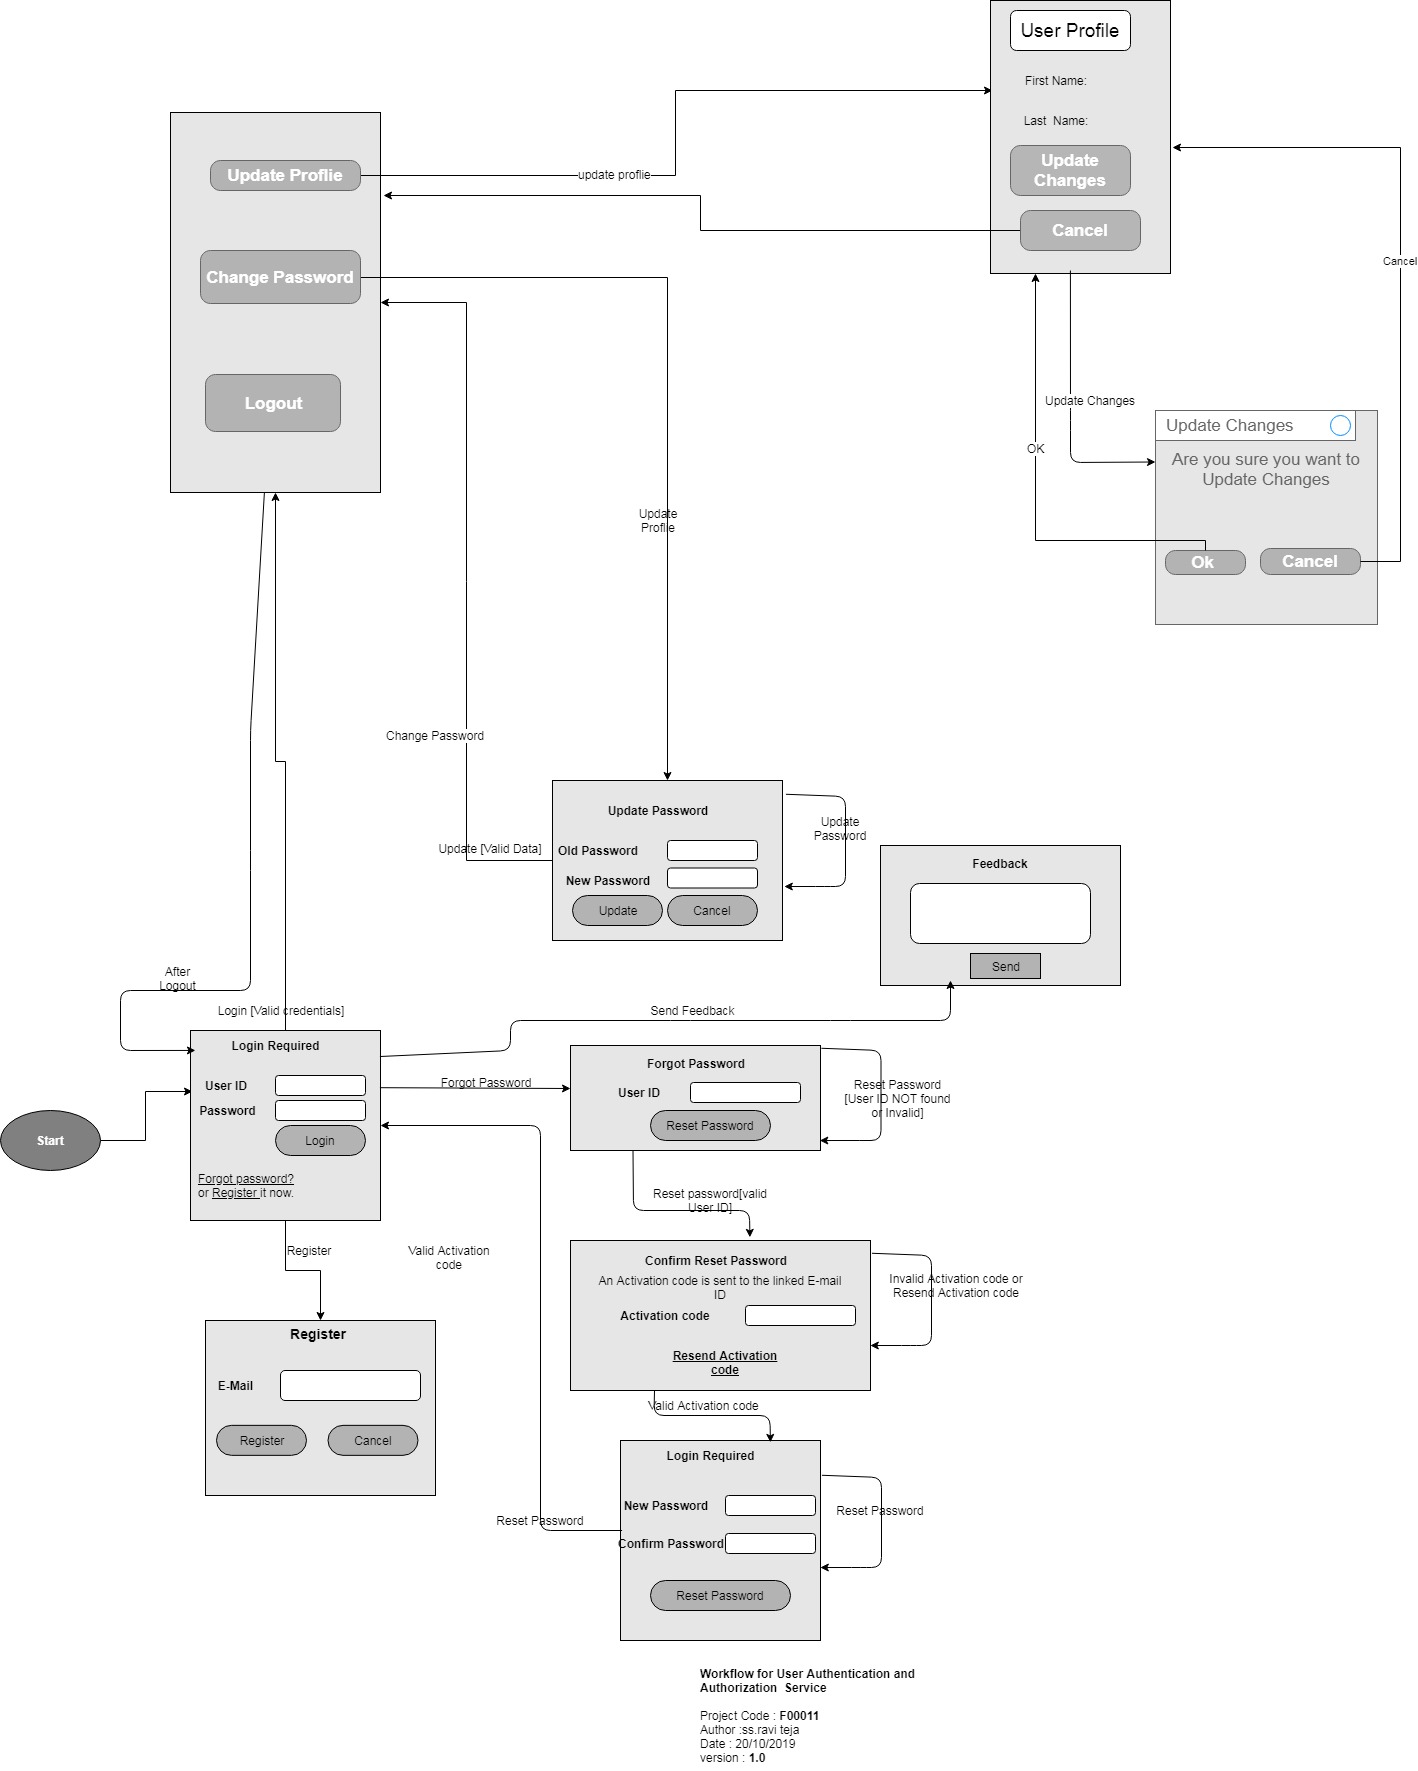 User Profile
First Name:
Last  Name:
Update
Changes
Cancel
Update Proflie
update proflie
Change Password
Logout
Cancel
Update Changes
OK
Update Changes
Are you sure you want to
Update Changes
Ok
Cancel
Update
Proflie
Change Password
Update [Valid Data]
Update Password
Old Password
New Password
Update
Cancel
Update
Password
Feedback
Send
After
Logout
Login [Valid credentials]
Send Feedback
Login Required
User ID
Password
Login
Forgot password?
or Register it now.
Start
Forgot Password
Forgot Password
User ID
Reset Password
Reset Password
[User ID NOT found
or Invalid]
Reset password[valid
User ID]
Register
Valid Activation
code
Confirm Reset Password
An Activation code is sent to the linked E-mail
ID
Activation code
Resend Activation
code
Invalid Activation code or
Resend Activation code
Register
E-Mail
Register
Cancel
Valid Activation code
Login Required
New Password
Confirm Password
Reset Password
Reset Password
Reset Password
Workflow for User Authentication and
Authorization  Service
Project Code : F00011
Author :ss.ravi teja
Date : 20/10/2019
version : 1.0